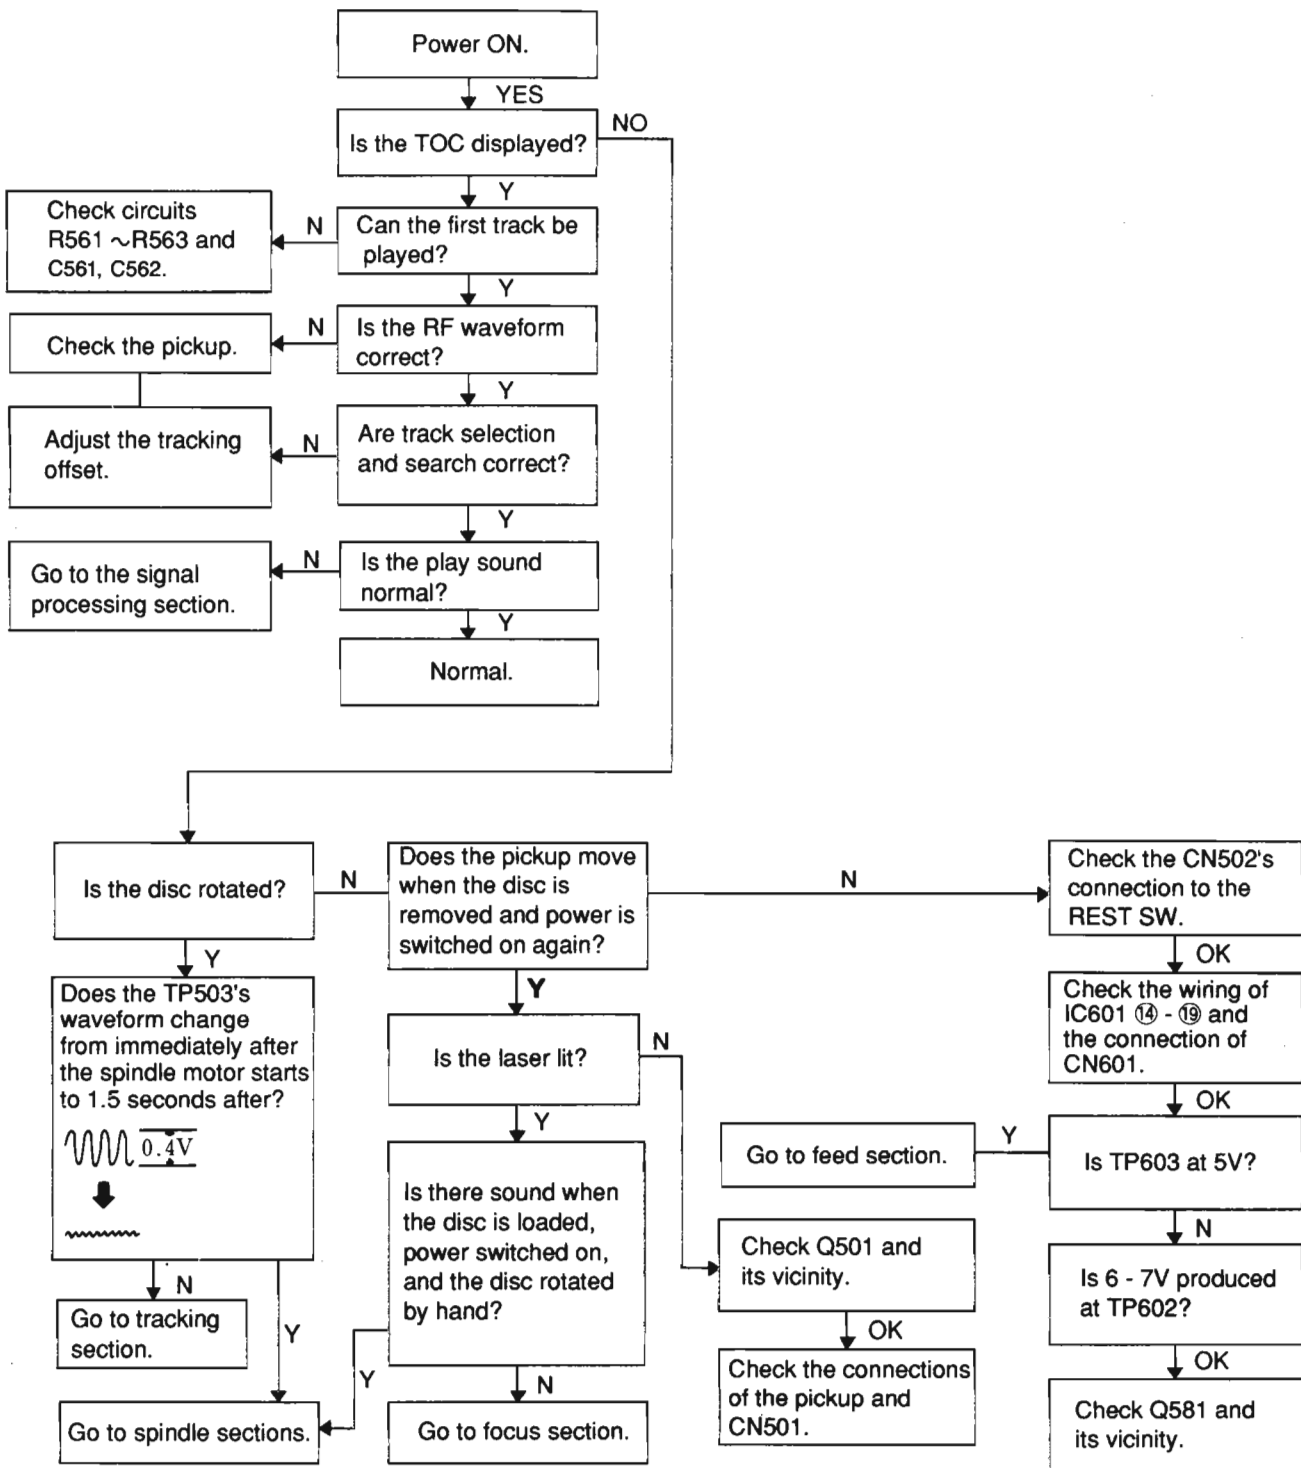 Power ON.
YES
Is the TOC displayed?
NO
Y
Check circuits
R561 ~R563 and
C561, C562.
N
Can the first track be
played?
Y
Check the pickup.
N
Is the RF waveform
correct?
Y
Adjust the tracking
offset.
N
Are track selection
and search correct?
Y
Go to the signal
processing section.
N
Is the play sound
normal?
Y
Normal.
Is the disc rotated?
N
Does the pickup move
when the disc is
removed and power is
switched on again?
N
Check the CN502's
connection to the
REST SW.
Y
Y
OK
Does the TP503's
waveform change
from immediately after
the spindle motor starts
to 1.5 seconds after?
0.4V
Is the laser lit?
N
Check the wiring of
IC601 ⑭ - ⑲ and
the connection of
CN601.
Y
OK
Go to feed section.
Y
Is TP603 at 5V?
Is there sound when
the disc is loaded,
power switched on,
and the disc rotated
by hand?
N
Check Q501 and
its vicinity.
Is 6 - 7V produced
at TP602?
N
Go to tracking
section.
Y
Y
OK
OK
Check the connections
of the pickup and
CN501.
N
Go to spindle sections.
Go to focus section.
Check Q581 and
its vicinity.